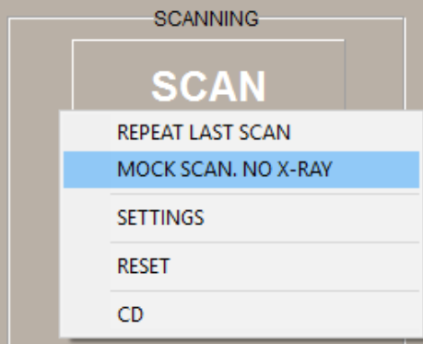 SCANNING
SCAN
REPEAT LAST SCAN
MOCK SCAN. NO X-RAY
SETTINGS
RESET
CD